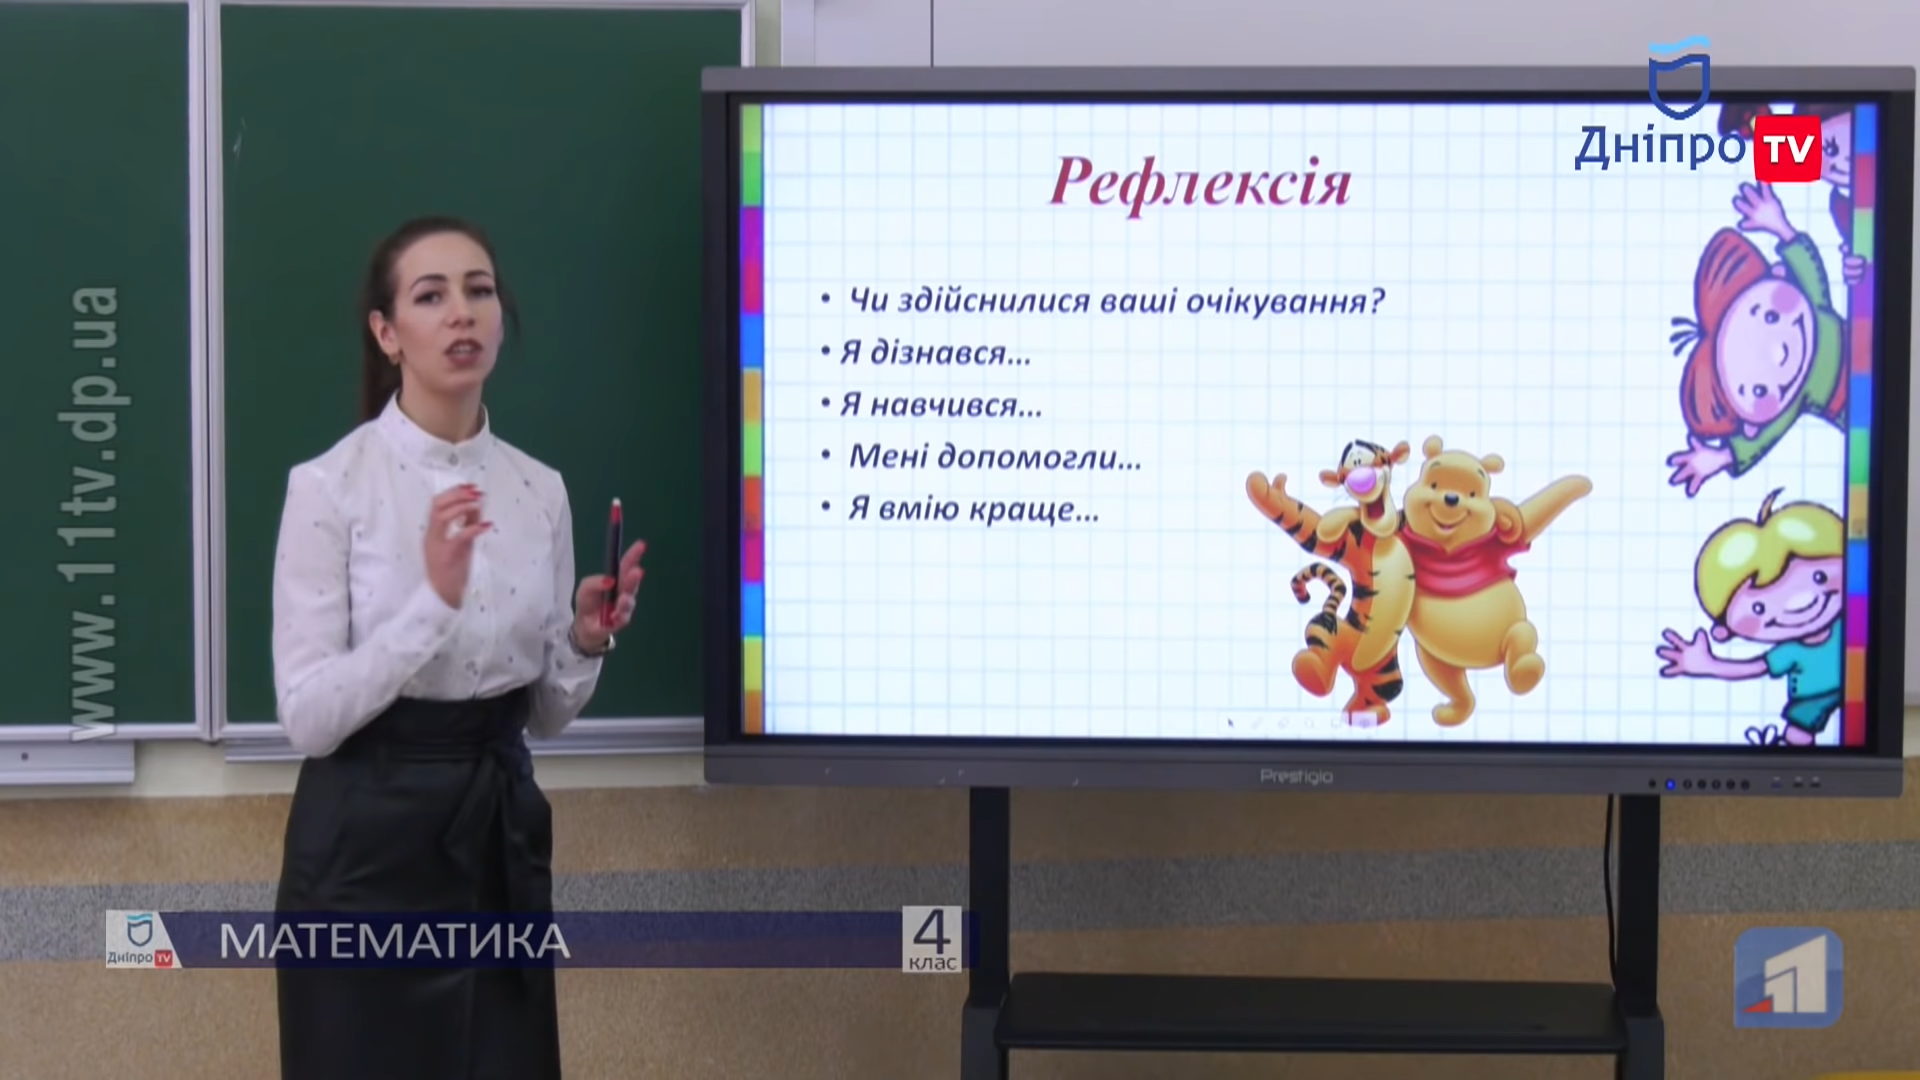 Дніпро TV
Рефлексія
• Чи здійснилися ваші очікування?
• Я дізнався...
• Я навчився...
• Мені допомогли...
• Я вмію краще...
www.11tv.dp.ua
Prestigio
Дніпро TV
МАТЕМАТИКА
4
клас
11